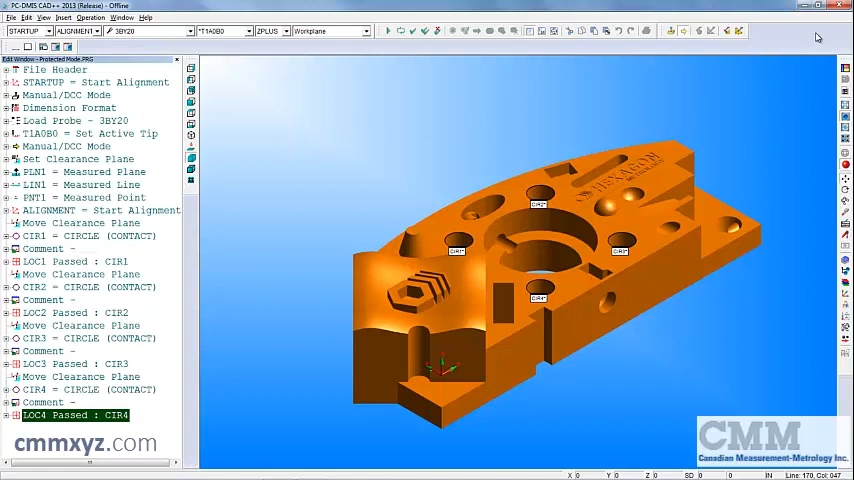 PC-DMIS CAD++ 2013 (Release) - Offline
File Edit View Insert Operation Window Help
STARTUP ALIGNMENT 3BY20 *T1A0B0 ZPLUS Workplane
Edit Window - Protected Mode.PRG
File Header
STARTUP = Start Alignment
Manual/DCC Mode
Dimension Format
Load Probe - 3BY20
T1A0B0 = Set Active Tip
Manual/DCC Mode
Set Clearance Plane
PLN1 = Measured Plane
LIN1 = Measured Line
PNT1 = Measured Point
ALIGNMENT = Start Alignment
Move Clearance Plane
CIR1 = CIRCLE (CONTACT)
Comment -
LOC1 Passed : CIR1
Move Clearance Plane
CIR2 = CIRCLE (CONTACT)
Comment -
LOC2 Passed : CIR2
Move Clearance Plane
CIR3 = CIRCLE (CONTACT)
Comment -
LOC3 Passed : CIR3
Move Clearance Plane
CIR4 = CIRCLE (CONTACT)
Comment -
LOC4 Passed : CIR4
cmmxyz.com
HEXAGON
METROLOGY
CIR2*
CIR1*
CIR3*
CIR4*
CMM
Canadian Measurement-Metrology Inc.
X 0 Y 0 Z 0 SD 0 0 IN Line: 170, Col: 047